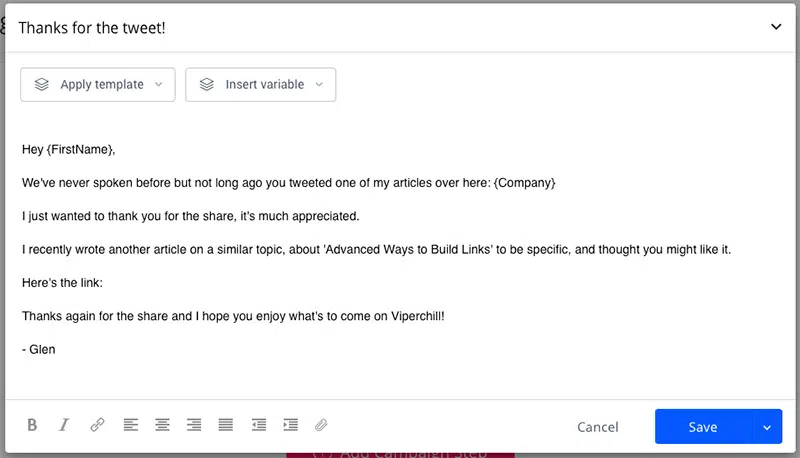 Thanks for the tweet!
Apply template
Insert variable
Hey {FirstName},
We've never spoken before but not long ago you tweeted one of my articles over here: {Company}
I just wanted to thank you for the share, it's much appreciated.
I recently wrote another article on a similar topic, about 'Advanced Ways to Build Links' to be specific, and thought you might like it.
Here's the link:
Thanks again for the share and I hope you enjoy what's to come on Viperchill!
- Glen
B I
Cancel
Save
Add Campaign Step